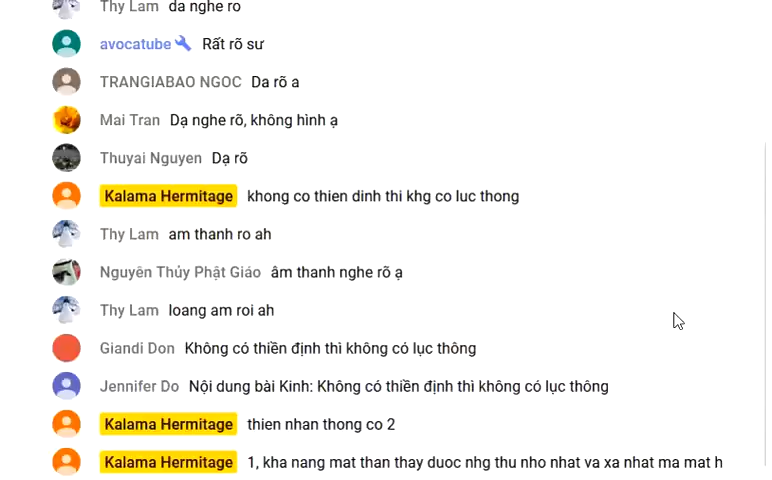 Thy Lam da nghe ro
avocatube Rất rõ sư
TRANGIABAO NGOC Da rõ a
Mai Tran Dạ nghe rõ, không hình ạ
Thuyai Nguyen Dạ rõ
Kalama Hermitage khong co thien dinh thi khg co luc thong
Thy Lam am thanh ro ah
Nguyên Thủy Phật Giáo âm thanh nghe rõ ạ
Thy Lam loang am roi ah
Giandi Don Không có thiền định thì không có lục thông
Jennifer Do Nội dung bài Kinh: Không có thiền định thì không có lục thông
Kalama Hermitage thien nhan thong co 2
Kalama Hermitage 1, kha nang mat than thay duoc nhg thu nho nhat va xa nhat ma mat h